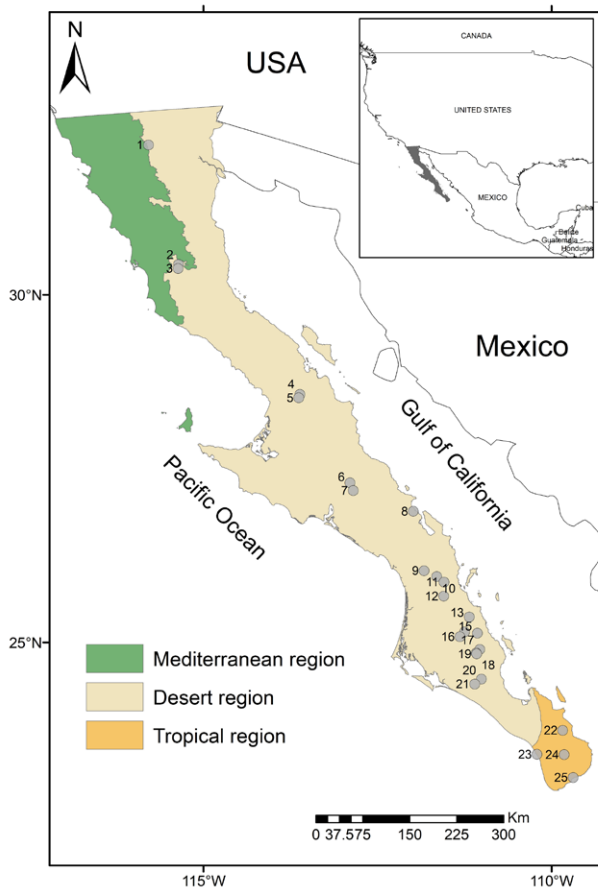 N
USA
CANADA
UNITED STATES
MEXICO
Cuba
Belize
Guatemala
Honduras
1
2
3
30°N
Mexico
4
5
Gulf of California
Pacific Ocean
6
7
8
9
11
10
12
13
15
16
17
25°N
19
18
20
21
Mediterranean region
Desert region
Tropical region
22
23
24
25
Km
0 37.575 150 225 300
115°W
110°W